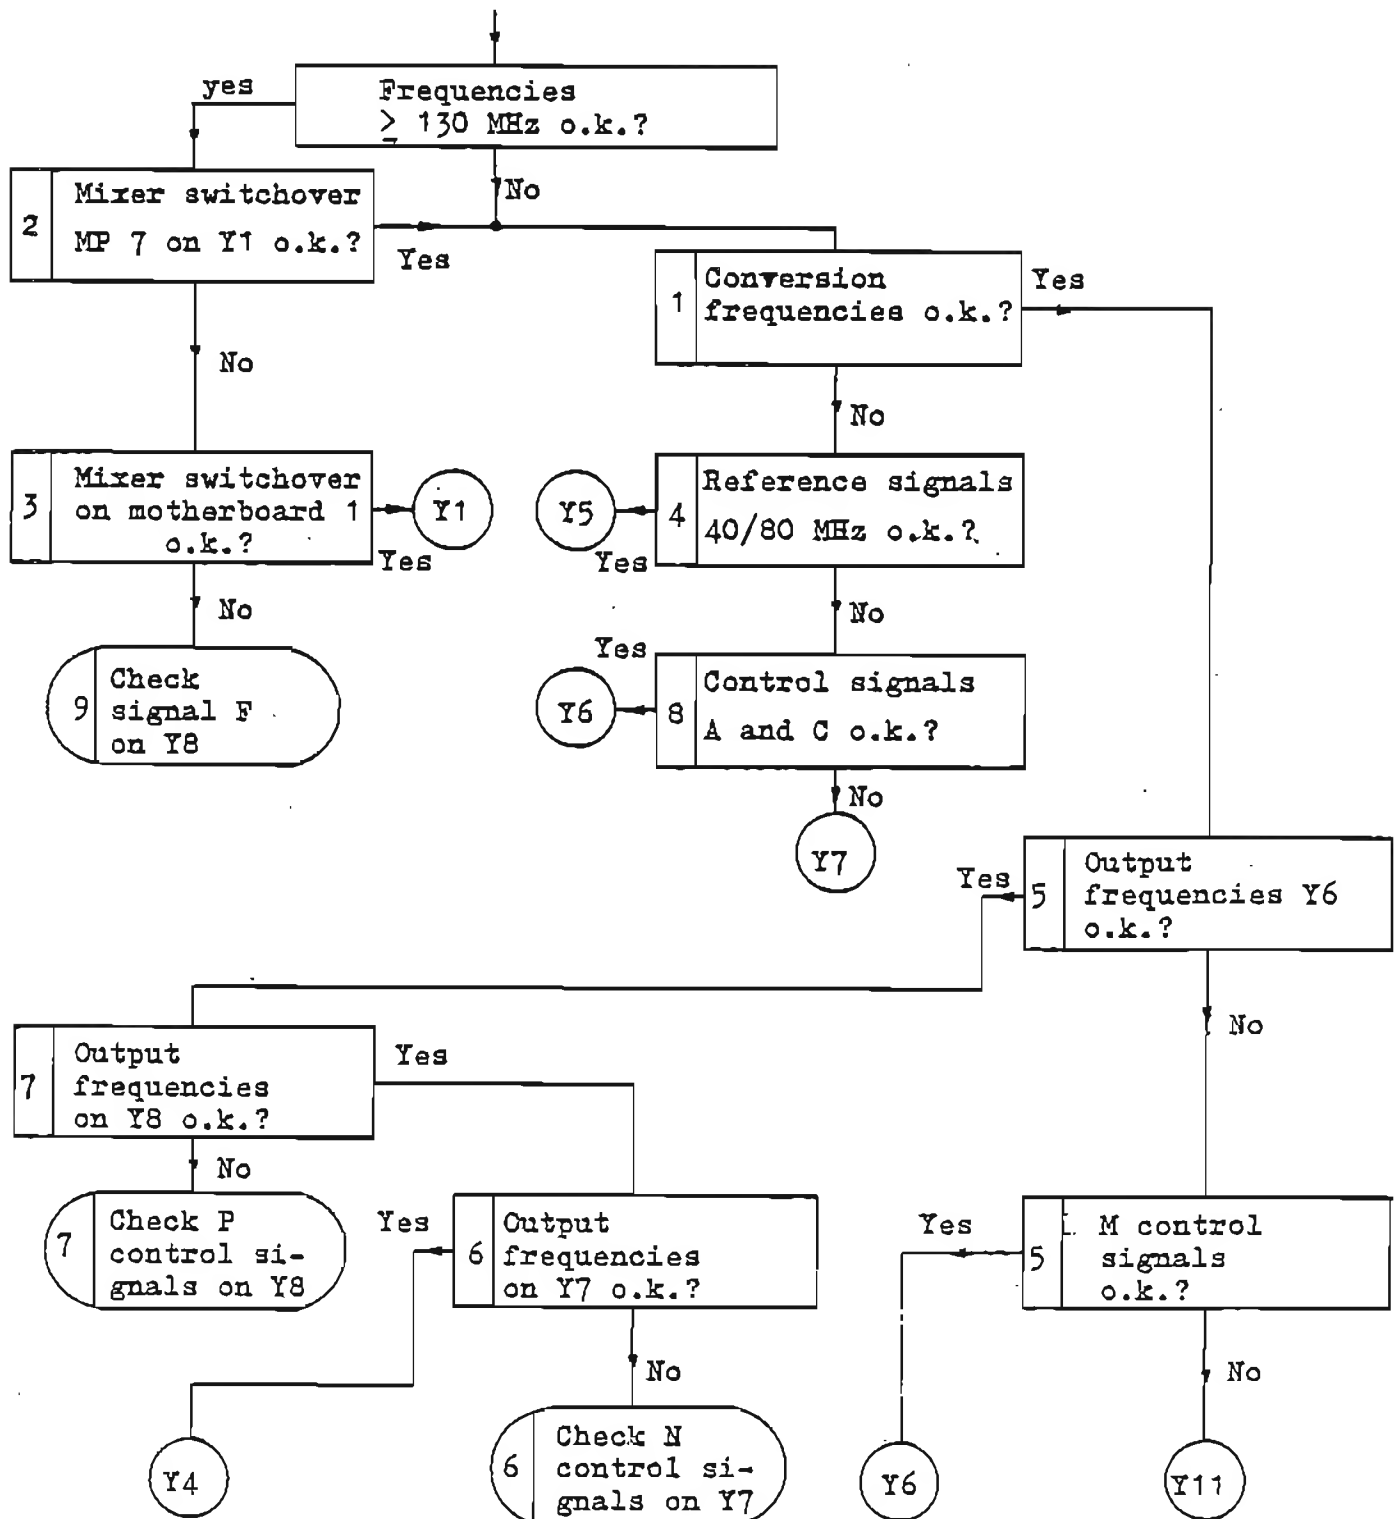 Frequencies
≥ 130 MHz o.k.?
yes
No
2
Mixer switchover
MP 7 on Y1 o.k.?
Yes
No
1
Conversion
frequencies o.k.?
Yes
No
3
Mixer switchover
on motherboard 1
o.k.?
Yes
Y1
No
Y5
Yes
4
Reference signals
40/80 MHz o.k.?
No
9
Check
signal F
on Y8
Yes
Y6
8
Control signals
A and C o.k.?
No
Y7
Yes
5
Output
frequencies Y6
o.k.?
No
7
Output
frequencies
on Y8 o.k.?
Yes
No
7
Check P
control si-
gnals on Y8
Yes
6
Output
frequencies
on Y7 o.k.?
No
Yes
5
M control
signals
o.k.?
No
Y4
6
Check N
control si-
gnals on Y7
Y6
Y11